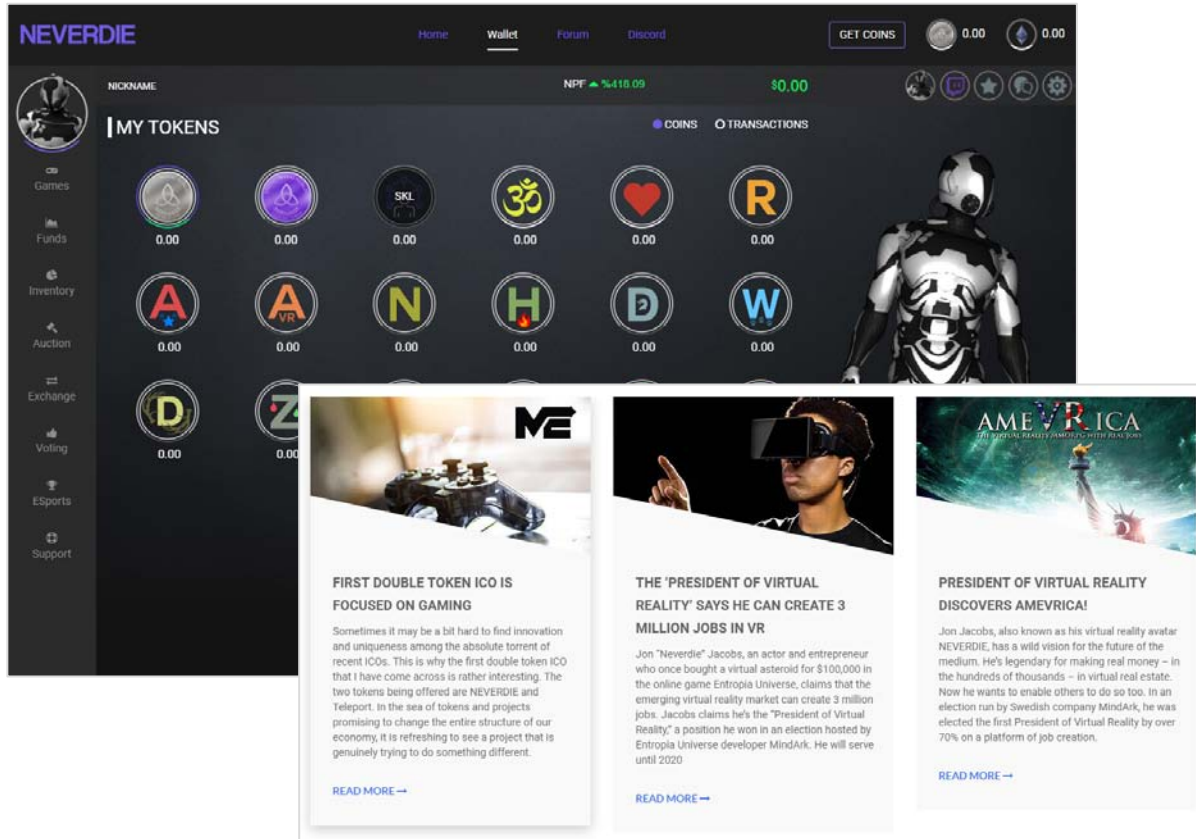 NEVERDIE
Home Wallet Forum Discord
GET COINS 0.00 0.00
NICKNAME NPF %418.09 $0.00
MY TOKENS COINS TRANSACTIONS
SKL ॐ R
0.00 0.00 0.00 0.00 0.00 0.00
A A VR N H D W
0.00 0.00 0.00 0.00 0.00 0.00
D Z
0.00 0.00
Games
Funds
Inventory
Auction
Exchange
Voting
ESports
Support
ME
FIRST DOUBLE TOKEN ICO IS
FOCUSED ON GAMING
Sometimes it may be a bit hard to find innovation
and uniqueness among the absolute torrent of
recent ICOs. This is why the first double token ICO
that I have come across is rather interesting. The
two tokens being offered are NEVERDIE and
Teleport. In the sea of tokens and projects
promising to change the entire structure of our
economy, it is refreshing to see a project that is
genuinely trying to do something different.
READ MORE →
THE 'PRESIDENT OF VIRTUAL
REALITY' SAYS HE CAN CREATE 3
MILLION JOBS IN VR
Jon "Neverdie" Jacobs, an actor and entrepreneur
who once bought a virtual asteroid for $100,000 in
the online game Entropia Universe, claims that the
emerging virtual reality market can create 3 million
jobs. Jacobs claims he's the "President of Virtual
Reality," a position he won in an election hosted by
Entropia Universe developer MindArk. He will serve
until 2020
READ MORE →
AMEVRICA
THE VIRTUAL REALITY MMORPG WITH REAL JOBS
PRESIDENT OF VIRTUAL REALITY
DISCOVERS AMEVRICA!
Jon Jacobs, also known as his virtual reality avatar
NEVERDIE, has a wild vision for the future of the
medium. He's legendary for making real money – in
the hundreds of thousands – in virtual real estate.
Now he wants to enable others to do so too. In an
election run by Swedish company MindArk, he was
elected the first President of Virtual Reality by over
70% on a platform of job creation.
READ MORE →